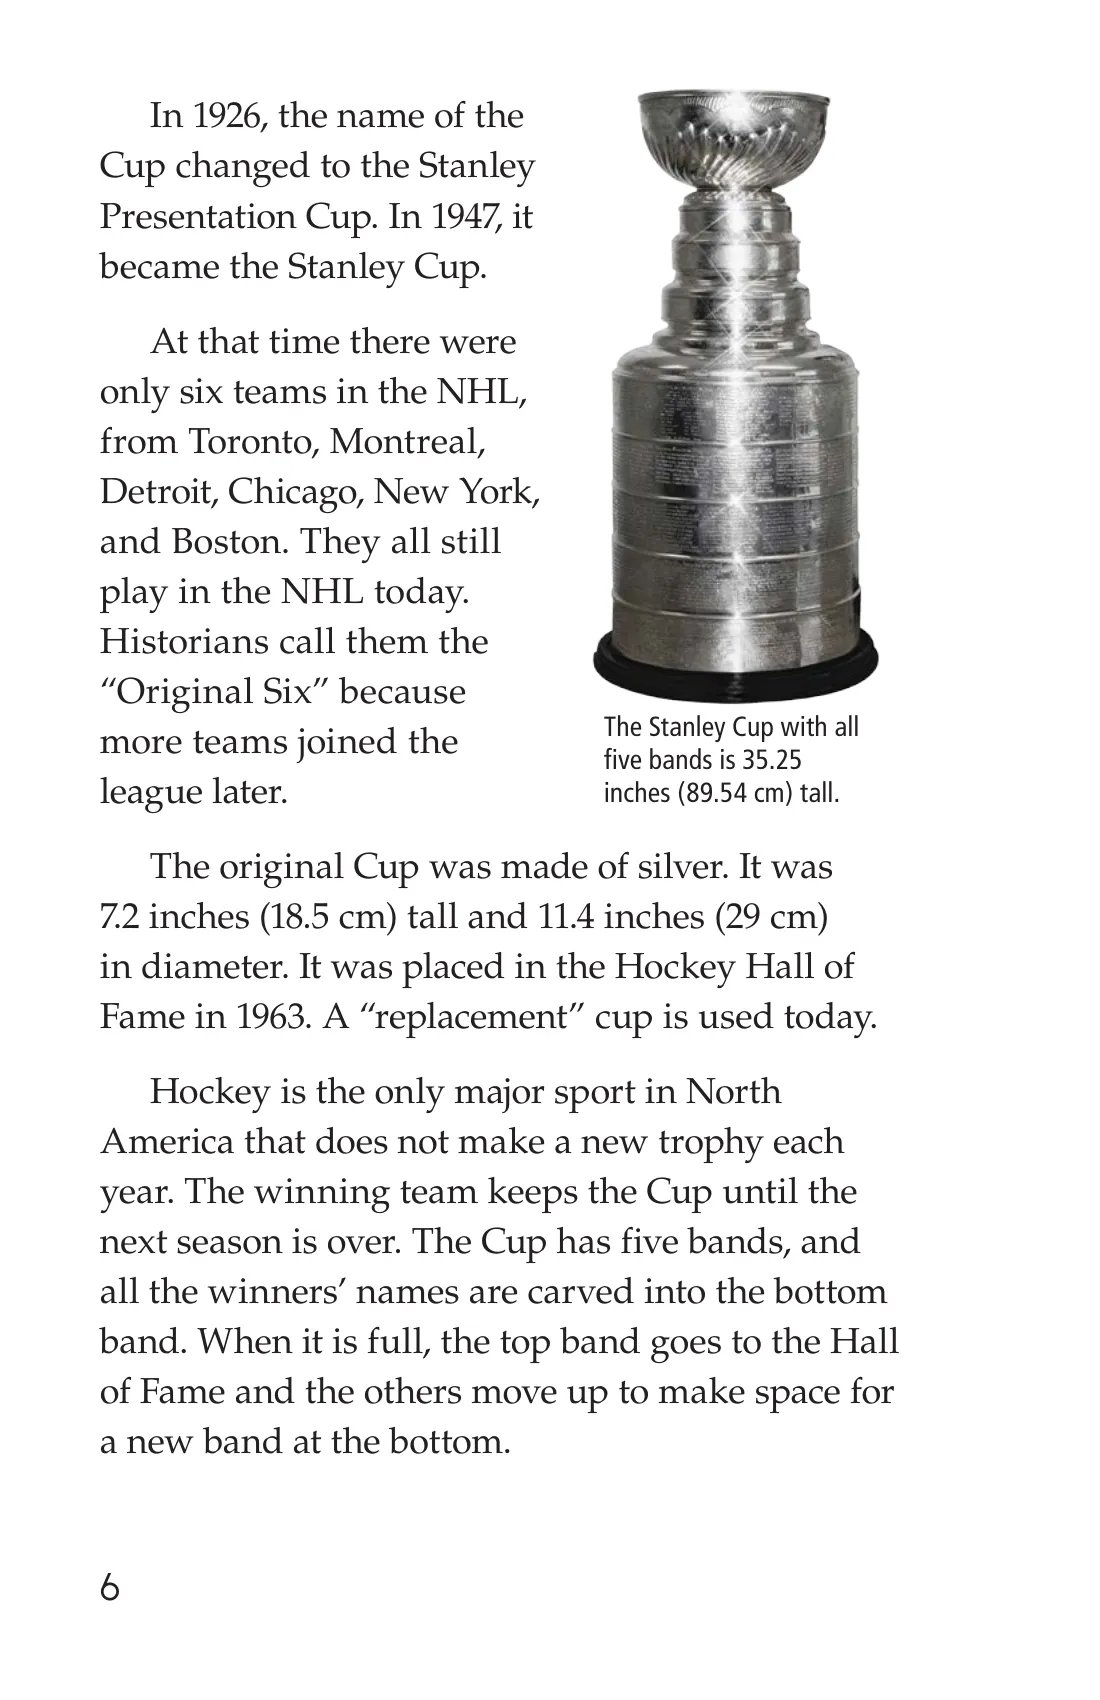 In 1926, the name of the
Cup changed to the Stanley
Presentation Cup. In 1947, it
became the Stanley Cup.
At that time there were
only six teams in the NHL,
from Toronto, Montreal,
Detroit, Chicago, New York,
and Boston. They all still
play in the NHL today.
Historians call them the
“Original Six” because
more teams joined the
league later.
The Stanley Cup with all
five bands is 35.25
inches (89.54 cm) tall.
The original Cup was made of silver. It was
7.2 inches (18.5 cm) tall and 11.4 inches (29 cm)
in diameter. It was placed in the Hockey Hall of
Fame in 1963. A “replacement” cup is used today.
Hockey is the only major sport in North
America that does not make a new trophy each
year. The winning team keeps the Cup until the
next season is over. The Cup has five bands, and
all the winners’ names are carved into the bottom
band. When it is full, the top band goes to the Hall
of Fame and the others move up to make space for
a new band at the bottom.
6